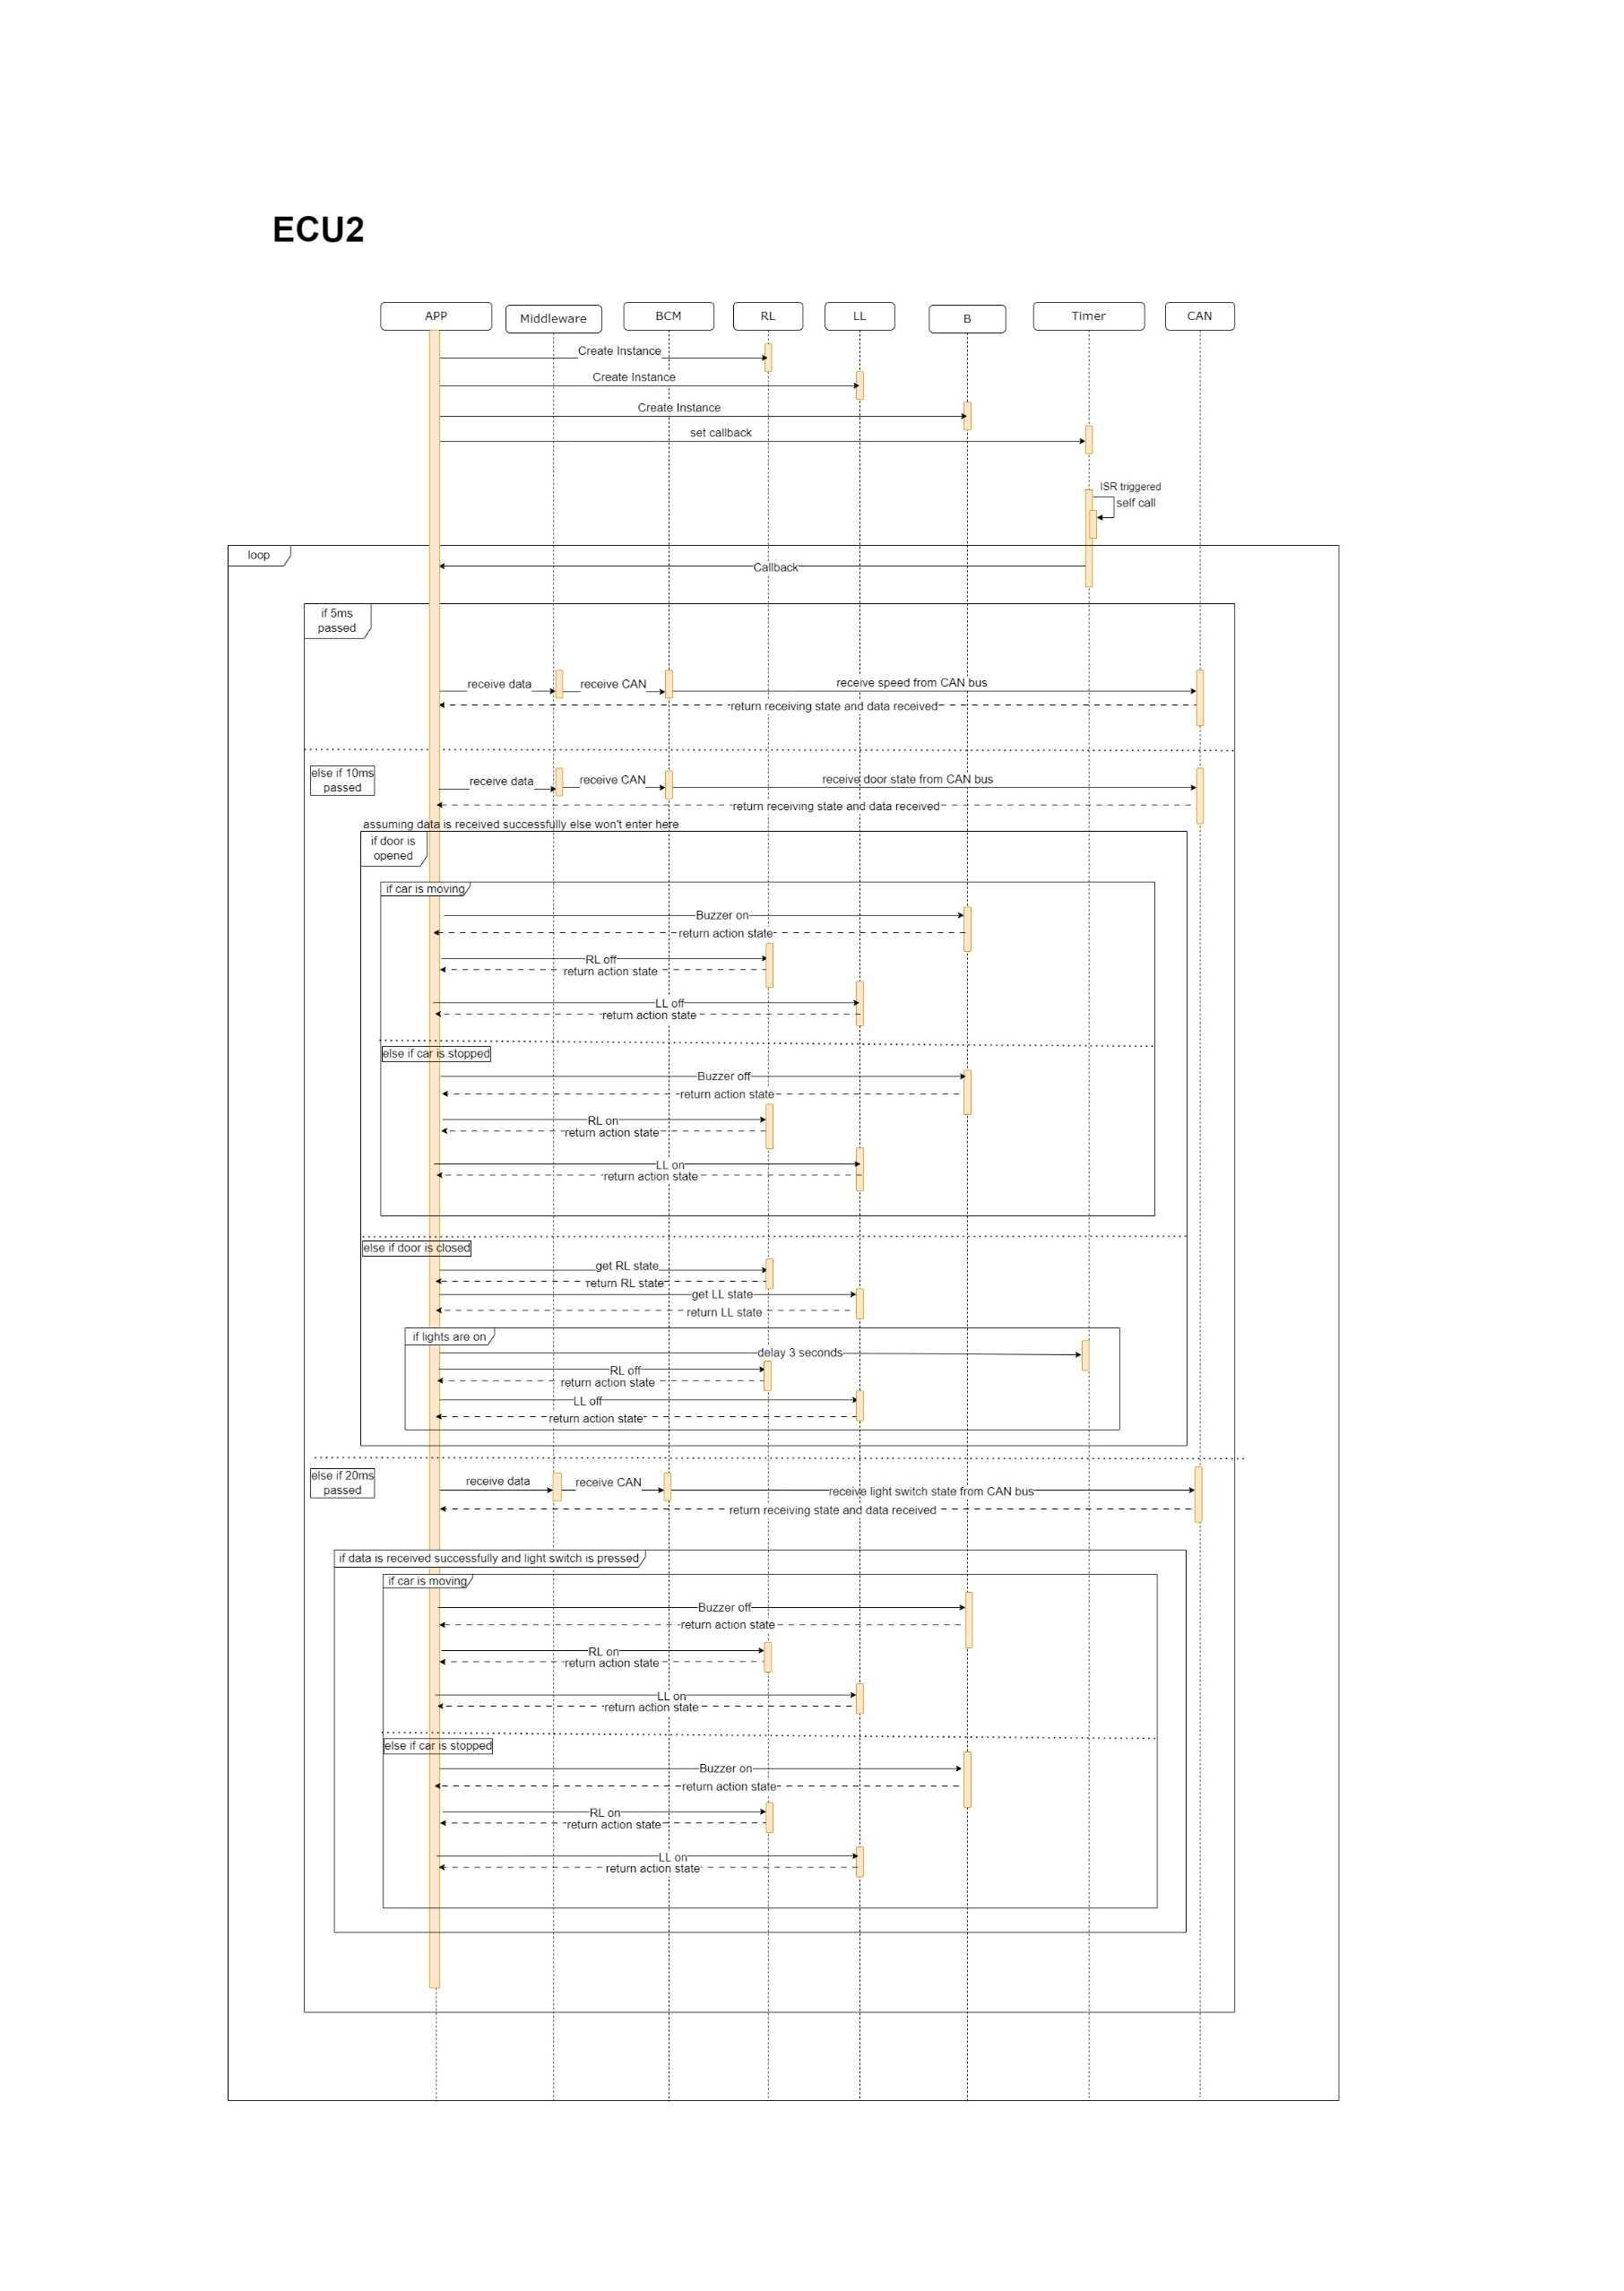 ECU2
APP
Middleware
BCM
RL
LL
B
Timer
CAN
Create Instance
Create Instance
Create Instance
set callback
ISR triggered
self call
loop
Callback
if 5ms
passed
receive data
receive CAN
receive speed from CAN bus
return receiving state and data received
else if 10ms
passed
receive data
receive CAN
receive door state from CAN bus
return receiving state and data received
assuming data is received successfully else won't enter here
if door is
opened
if car is moving
Buzzer on
return action state
RL off
return action state
LL off
return action state
else if car is stopped
Buzzer off
return action state
RL on
return action state
LL on
return action state
else if door is closed
get RL state
return RL state
get LL state
return LL state
if lights are on
delay 3 seconds
RL off
return action state
LL off
return action state
else if 20ms
passed
receive data
receive CAN
receive light switch state from CAN bus
return receiving state and data received
if data is received successfully and light switch is pressed
if car is moving
Buzzer off
return action state
RL on
return action state
LL on
return action state
else if car is stopped
Buzzer on
return action state
RL on
return action state
LL on
return action state